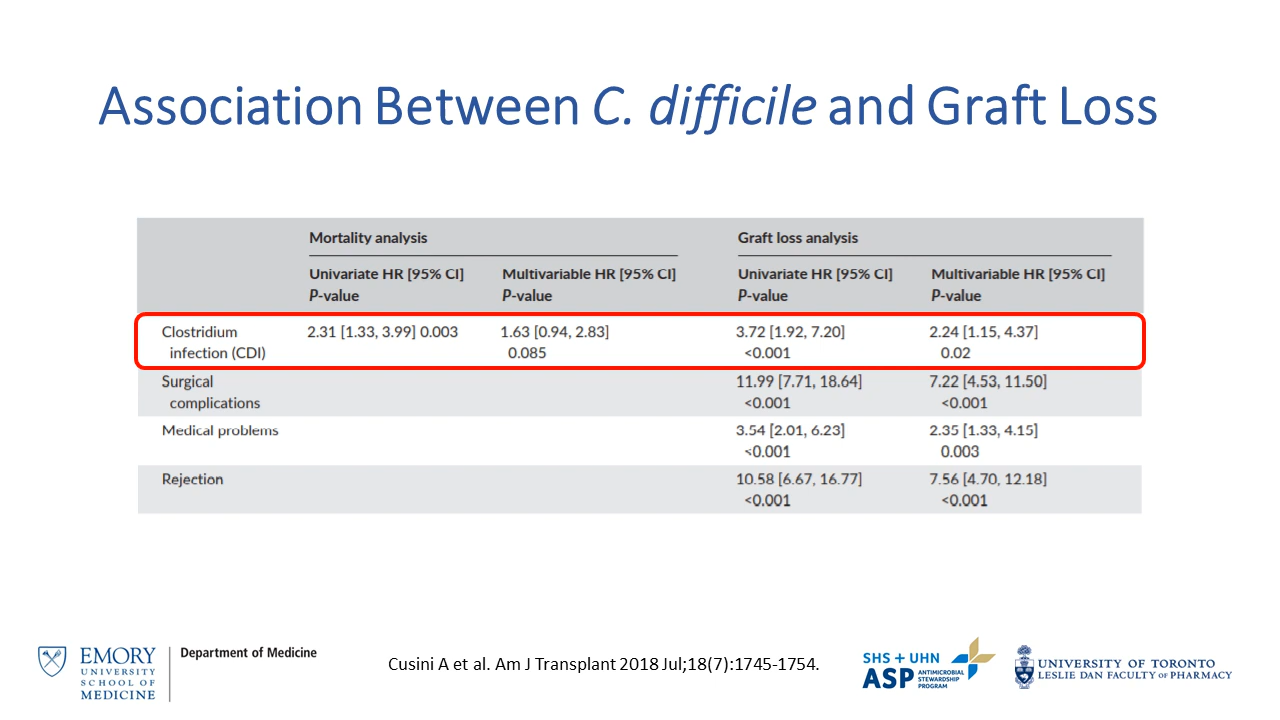 Association Between C. difficile and Graft Loss
Mortality analysis Graft loss analysis
Univariate HR [95% CI] Multivariable HR [95% CI] Univariate HR [95% CI] Multivariable HR [95% CI]
P-value P-value P-value P-value
Clostridium 2.31 [1.33, 3.99] 0.003 1.63 [0.94, 2.83] 3.72 [1.92, 7.20] 2.24 [1.15, 4.37]
infection (CDI) 0.085 <0.001 0.02
Surgical 11.99 [7.71, 18.64] 7.22 [4.53, 11.50]
complications <0.001 <0.001
Medical problems 3.54 [2.01, 6.23] 2.35 [1.33, 4.15]
<0.001 0.003
Rejection 10.58 [6.67, 16.77] 7.56 [4.70, 12.18]
<0.001 <0.001
EMORY
UNIVERSITY
SCHOOL OF
MEDICINE
Department of Medicine
Cusini A et al. Am J Transplant 2018 Jul;18(7):1745-1754.
SHS + UHN
ASP
ANTIMICROBIAL
STEWARDSHIP
PROGRAM
UNIVERSITY OF TORONTO
LESLIE DAN FACULTY OF PHARMACY